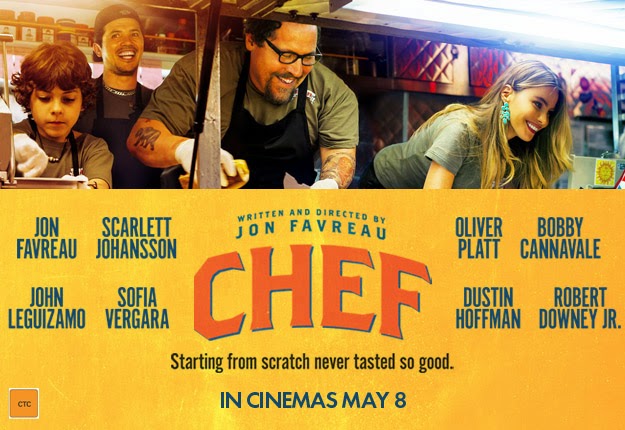 JON
FAVREAU
SCARLETT
JOHANSSON
JOHN
LEGUIZAMO
SOFIA
VERGARA
WRITTEN AND DIRECTED BY
JON FAVREAU
CHEF
Starting from scratch never tasted so good.
OLIVER
PLATT
BOBBY
CANNAVALE
DUSTIN
HOFFMAN
ROBERT
DOWNEY JR.
IN CINEMAS MAY 8
CTC